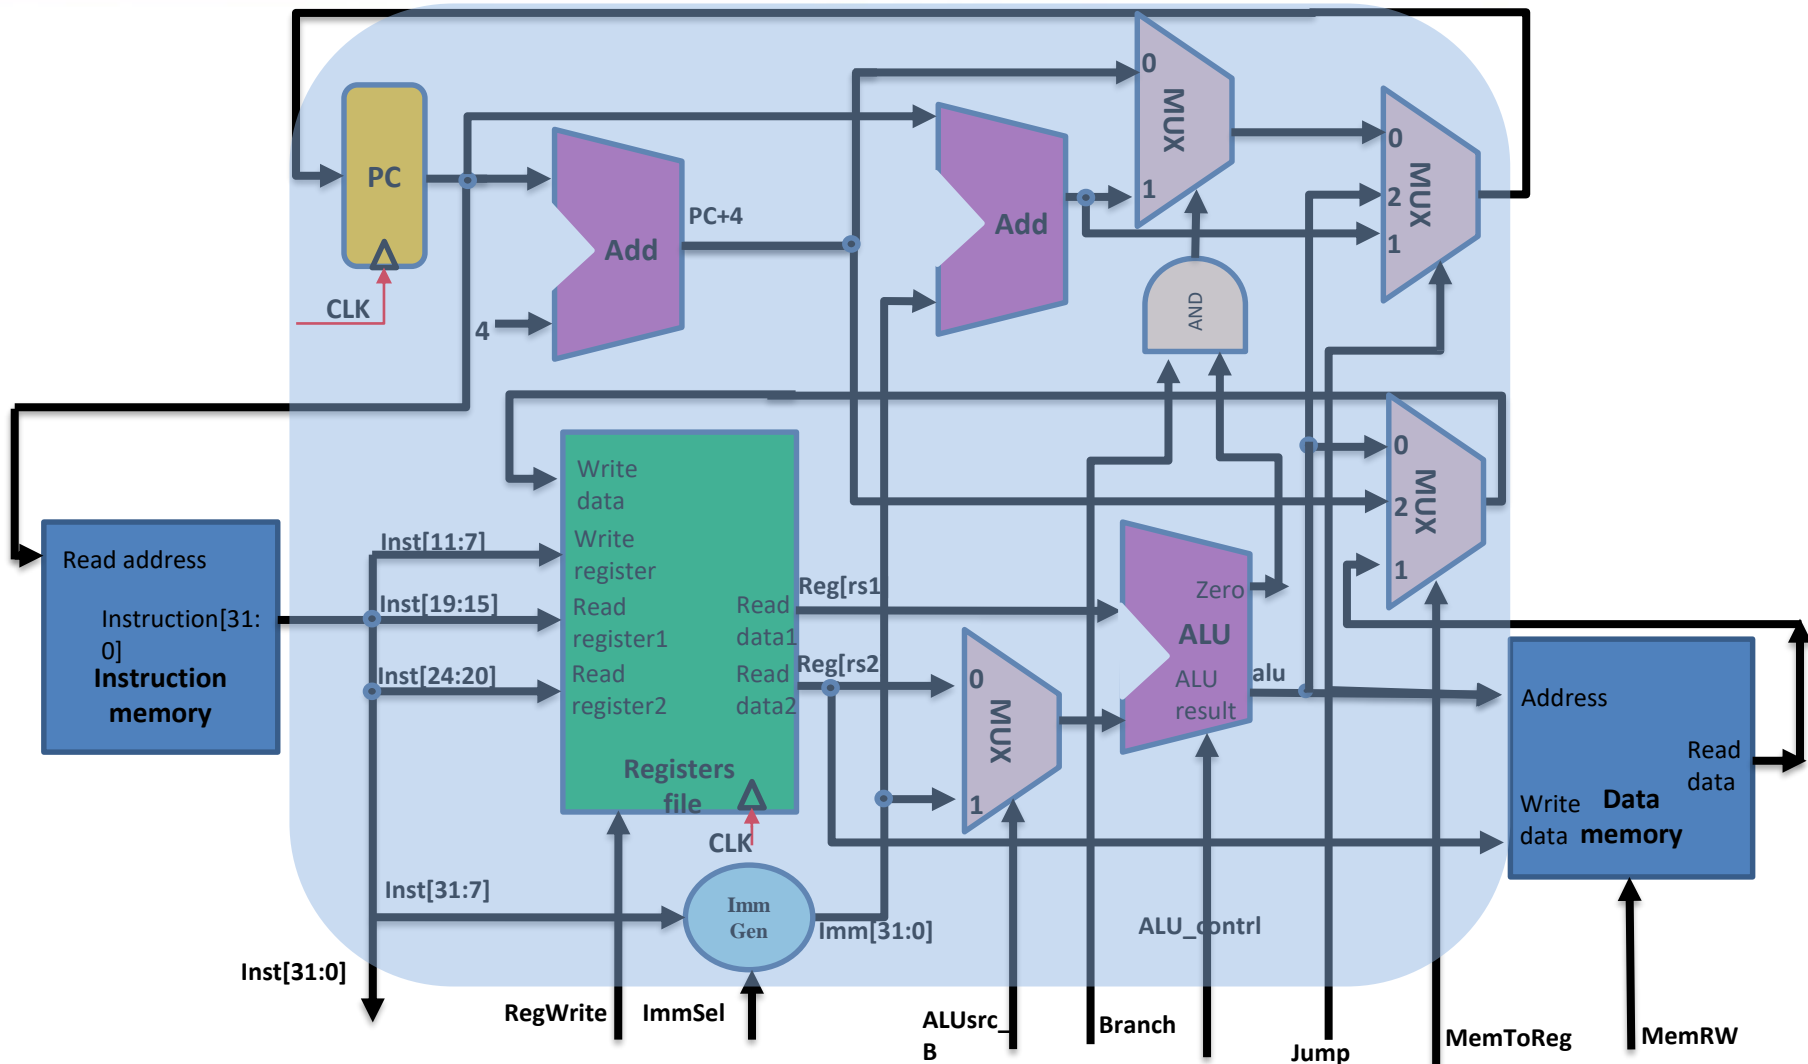 0
MUX
1
PC
CLK
4
Add
PC+4
Add
0
2
1
MUX
AND
Write
data
Write
register
Read
register1
Read
register2
Read
data1
Read
data2
Registers
file
CLK
Inst[11:7]
Inst[19:15]
Inst[24:20]
Inst[31:7]
Inst[31:0]
Read address
Instruction[31:
0]
Instruction
memory
Reg[rs1
Reg[rs2
0
MUX
1
Zero
ALU
ALU
result
alu
0
2
1
MUX
Address
Read
data
Write
data
Data
memory
Imm
Gen
Imm[31:0]
ALU_contrl
RegWrite
ImmSel
ALUsrc_
B
Branch
Jump
MemToReg
MemRW